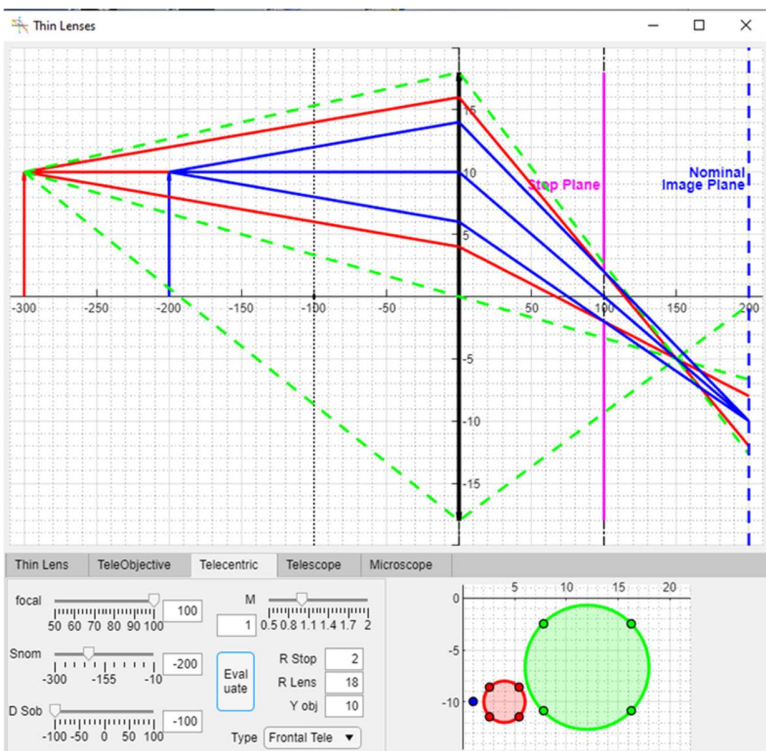 Thin Lenses
15
10
Stop Plane
Nominal
Image Plane
5
-300 -250 -200 -150 -100 -50 0 50 100 150 200
-5
-10
-15
Thin Lens TeleObjective Telecentric Telescope Microscope
focal
50 60 70 80 90 100
100
M
1
0.5 0.8 1.1 1.4 1.7 2
Snom
-300 -155 -10
-200
Eval
uate
R Stop 2
R Lens 18
Y obj 10
D Sob
-100 -50 0 50 100
-100
Type Frontal Tele
5 10 15 20
0
-5
-10